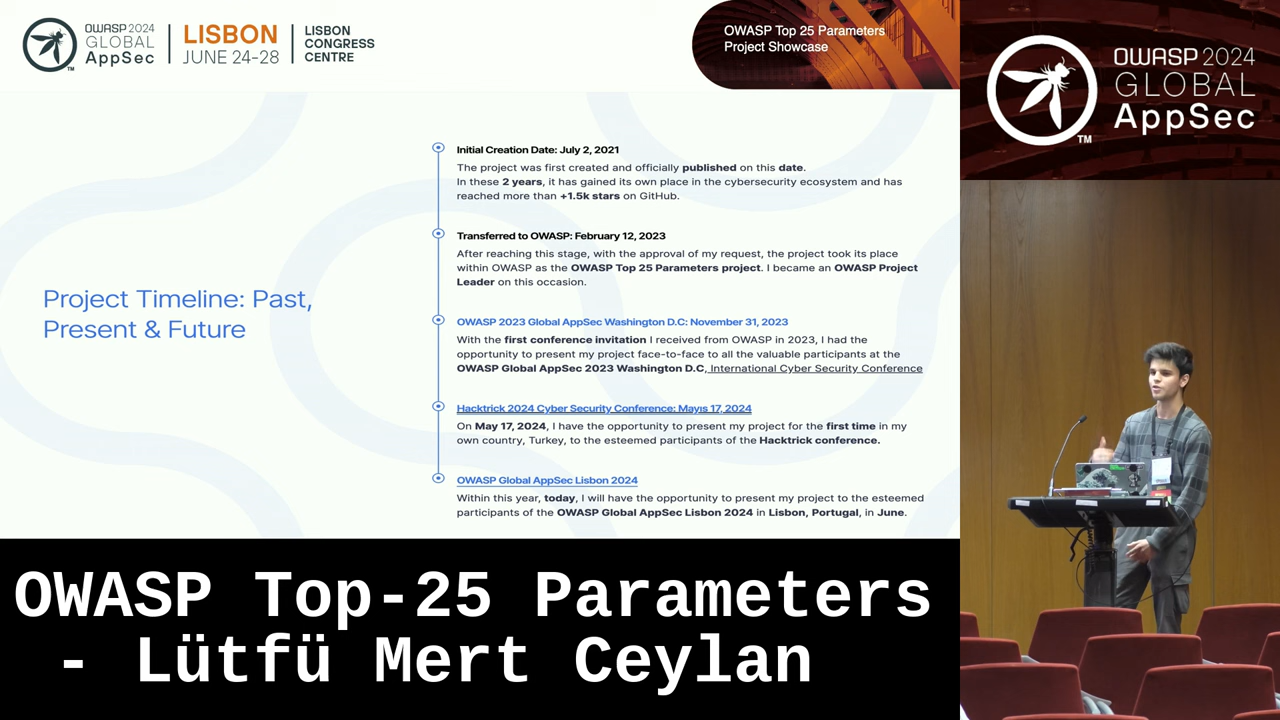 OWASP 2024
GLOBAL
AppSec
TM
LISBON
JUNE 24-28
LISBON
CONGRESS
CENTRE
OWASP Top 25 Parameters
Project Showcase
OWASP 2024
GLOBAL
AppSec
TM
Project Timeline: Past,
Present & Future
Initial Creation Date: July 2, 2021
The project was first created and officially published on this date.
In these 2 years, it has gained its own place in the cybersecurity ecosystem and has
reached more than +1.5k stars on GitHub.
Transferred to OWASP: February 12, 2023
After reaching this stage, with the approval of my request, the project took its place
within OWASP as the OWASP Top 25 Parameters project. I became an OWASP Project
Leader on this occasion.
OWASP 2023 Global AppSec Washington D.C: November 31, 2023
With the first conference invitation I received from OWASP in 2023, I had the
opportunity to present my project face-to-face to all the valuable participants at the
OWASP Global AppSec 2023 Washington D.C, International Cyber Security Conference
Hacktrick 2024 Cyber Security Conference: Mayıs 17, 2024
On May 17, 2024, I have the opportunity to present my project for the first time in my
own country, Turkey, to the esteemed participants of the Hacktrick conference.
OWASP Global AppSec Lisbon 2024
Within this year, today, I will have the opportunity to present my project to the esteemed
participants of the OWASP Global AppSec Lisbon 2024 in Lisbon, Portugal, in June.
OWASP Top-25 Parameters
- Lütfü Mert Ceylan